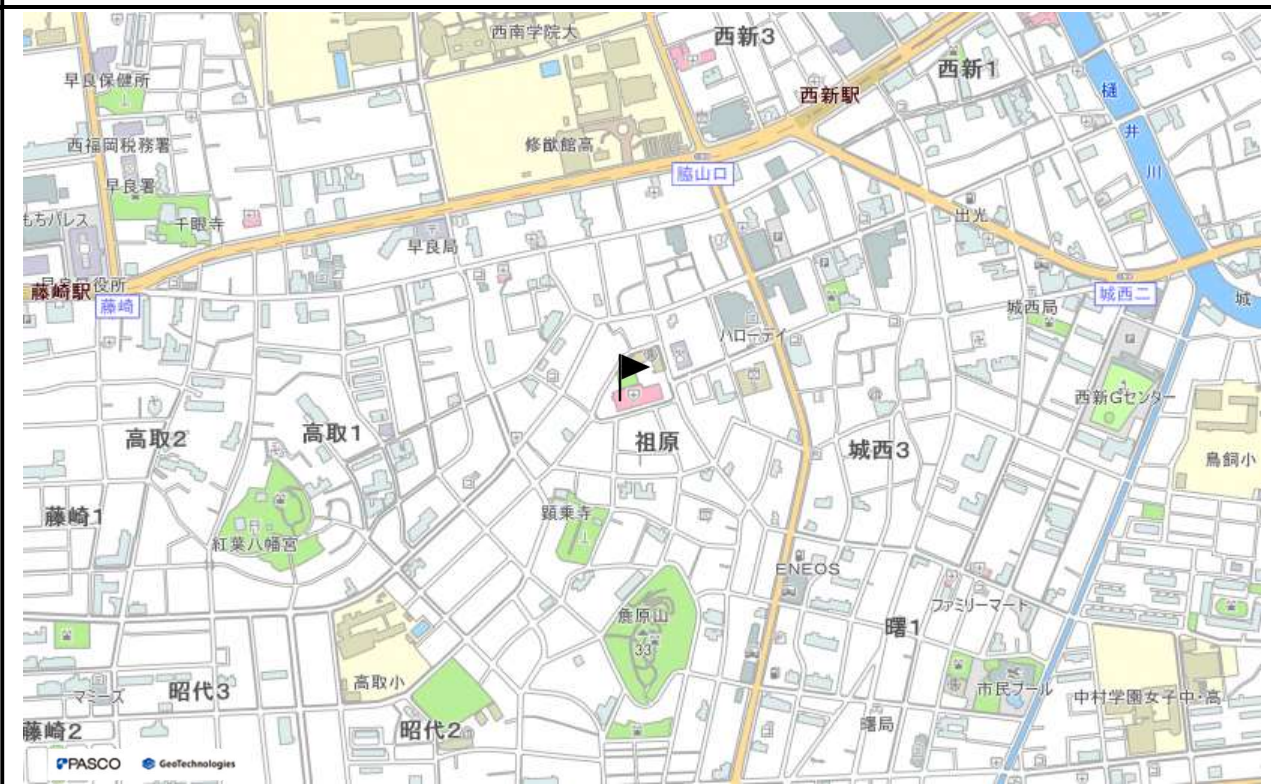 西南学院大
西新3
早良保健所
西新1
西新駅
樋井川
西福岡税務署
修猷館高
脇山口
早良署
ももちパレス
千眼寺
早良局
出光
藤崎駅
藤崎
城西二
城
城西局
ハローデイ
西新Gセンター
高取2
高取1
祖原
城西3
鳥飼小
藤崎1
顕乗寺
紅葉八幡宮
ENEOS
ファミリーマート
麁原山
33
曙1
高取小
市民プール
中村学園女子中・高
マミーズ
昭代3
昭代2
曙局
藤崎2
PASCO
GeoTechnologies